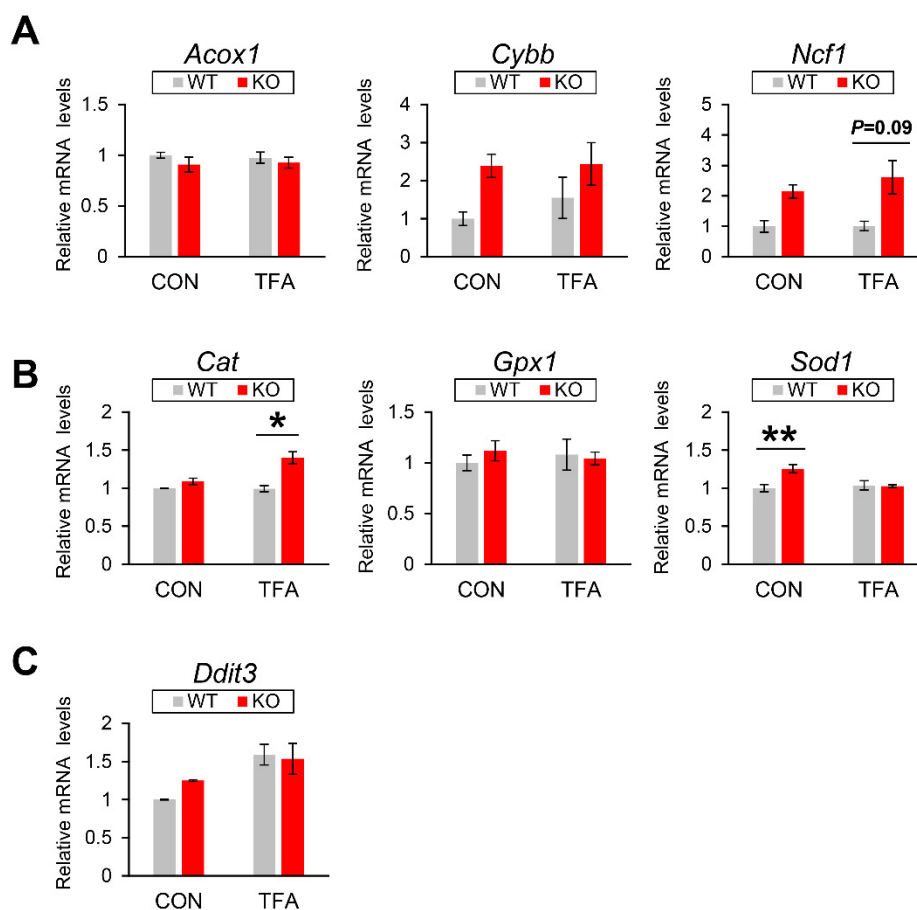 A
Acox1
WT KO
Relative mRNA levels
1.5
1
0.5
0
CON TFA
Cybb
WT KO
Relative mRNA levels
4
3
2
1
0
CON TFA
Ncf1
WT KO
Relative mRNA levels
5
4
3
2
1
0
P=0.09
CON TFA
B
Cat
WT KO
Relative mRNA levels
2
1.5
1
0.5
0
*
CON TFA
Gpx1
WT KO
Relative mRNA levels
1.5
1
0.5
0
CON TFA
Sod1
WT KO
Relative mRNA levels
2
1.5
1
0.5
0
**
CON TFA
C
Ddit3
WT KO
Relative mRNA levels
2
1.5
1
0.5
0
CON TFA